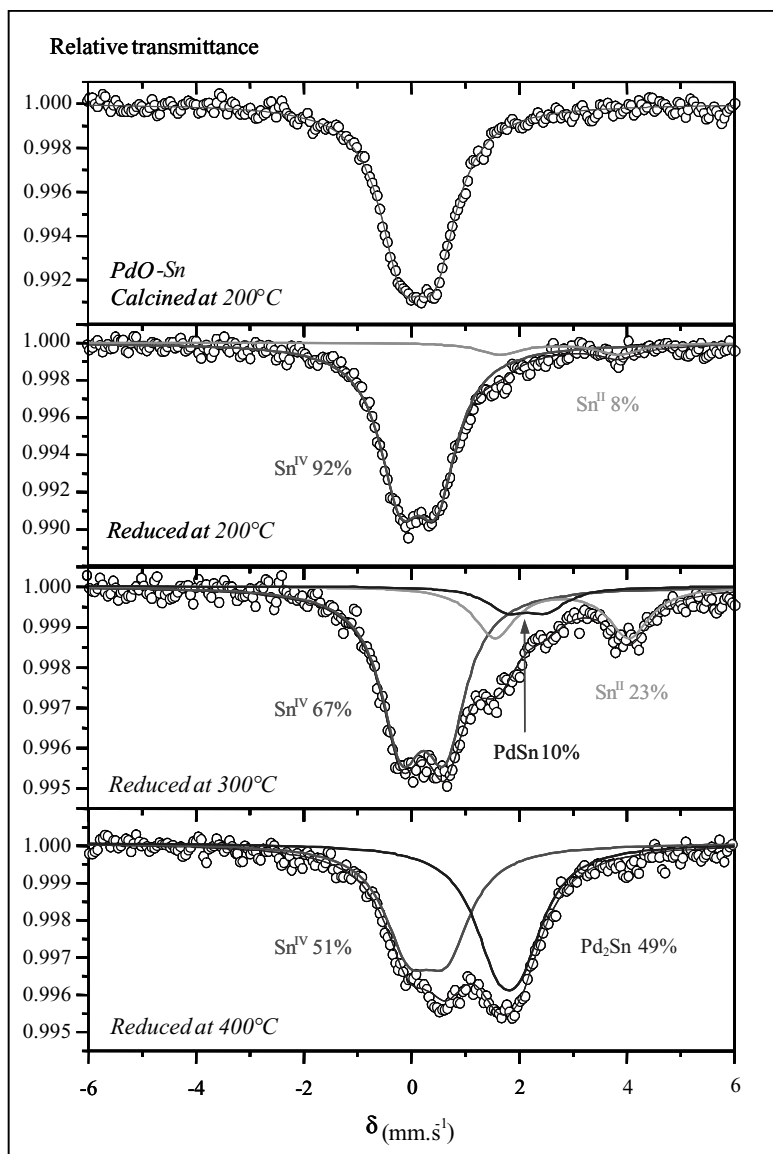 Relative transmittance
1.000
0.998
0.996
0.994
0.992
PdO-Sn
Calcined at 200°C
1.000
0.998
0.996
0.994
0.992
0.990
Sn^II 8%
Sn^IV 92%
Reduced at 200°C
1.000
0.999
0.998
0.997
0.996
0.995
Sn^IV 67%
Sn^II 23%
PdSn 10%
Reduced at 300°C
1.000
0.999
0.998
0.997
0.996
0.995
Sn^IV 51%
Pd₂Sn 49%
Reduced at 400°C
-6 -4 -2 0 2 4 6
δ (mm.s⁻¹)